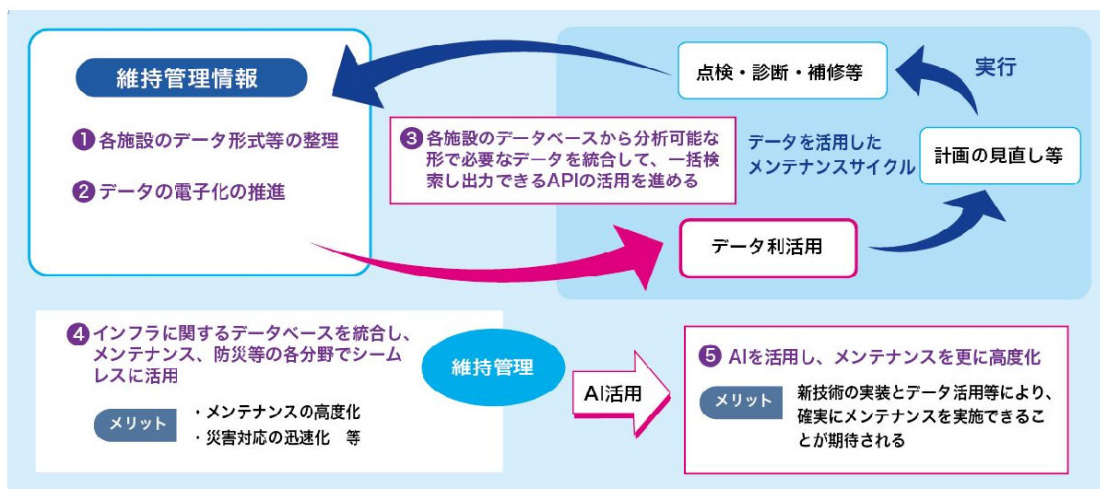 維持管理情報
❶各施設のデータ形式等の整理
❷データの電子化の推進
❸各施設のデータベースから分析可能な
形で必要なデータを統合して、一括検
索し出力できるAPIの活用を進める
点検・診断・補修等
実行
データを活用した
メンテナンスサイクル
計画の見直し等
データ利活用
❹インフラに関するデータベースを統合し、
メンテナンス、防災等の各分野でシーム
レスに活用
メリット
・メンテナンスの高度化
・災害対応の迅速化 等
維持管理
AI活用
❺AIを活用し、メンテナンスを更に高度化
メリット
新技術の実装とデータ活用等により、
確実にメンテナンスを実施できるこ
とが期待される